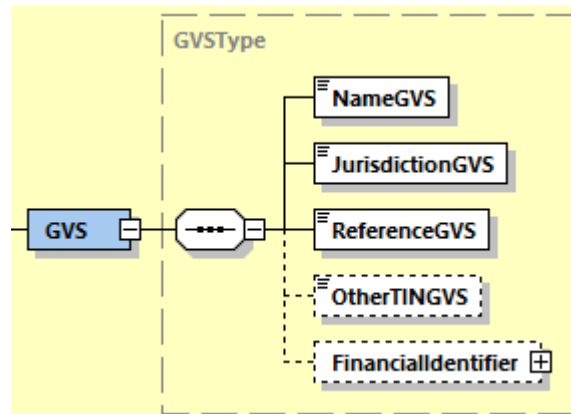 GVSType
NameGVS
JurisdictionGVS
GVS
ReferenceGVS
OtherTINGVS
FinancialIdentifier